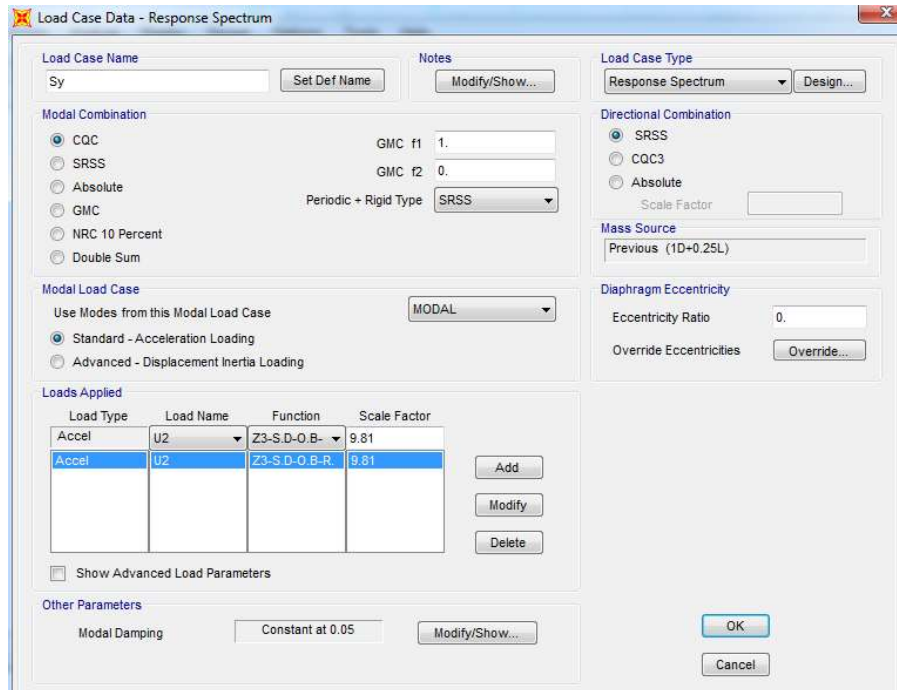 Load Case Data - Response Spectrum
Load Case Name
Sy
Set Def Name
Notes
Modify/Show...
Load Case Type
Response Spectrum
Design...
Modal Combination
CQC
SRSS
Absolute
GMC
NRC 10 Percent
Double Sum
GMC f1 1.
GMC f2 0.
Periodic + Rigid Type SRSS
Directional Combination
SRSS
CQC3
Absolute
Scale Factor
Mass Source
Previous (1D+0.25L)
Modal Load Case
Use Modes from this Modal Load Case MODAL
Standard - Acceleration Loading
Advanced - Displacement Inertia Loading
Diaphragm Eccentricity
Eccentricity Ratio 0.
Override Eccentricities Override...
Loads Applied
Load Type Load Name Function Scale Factor
Accel U2 Z3-S.D-O.B- 9.81
Accel U2 Z3-S.D-O.B-R. 9.81
Add
Modify
Delete
Show Advanced Load Parameters
Other Parameters
Modal Damping Constant at 0.05 Modify/Show...
OK
Cancel